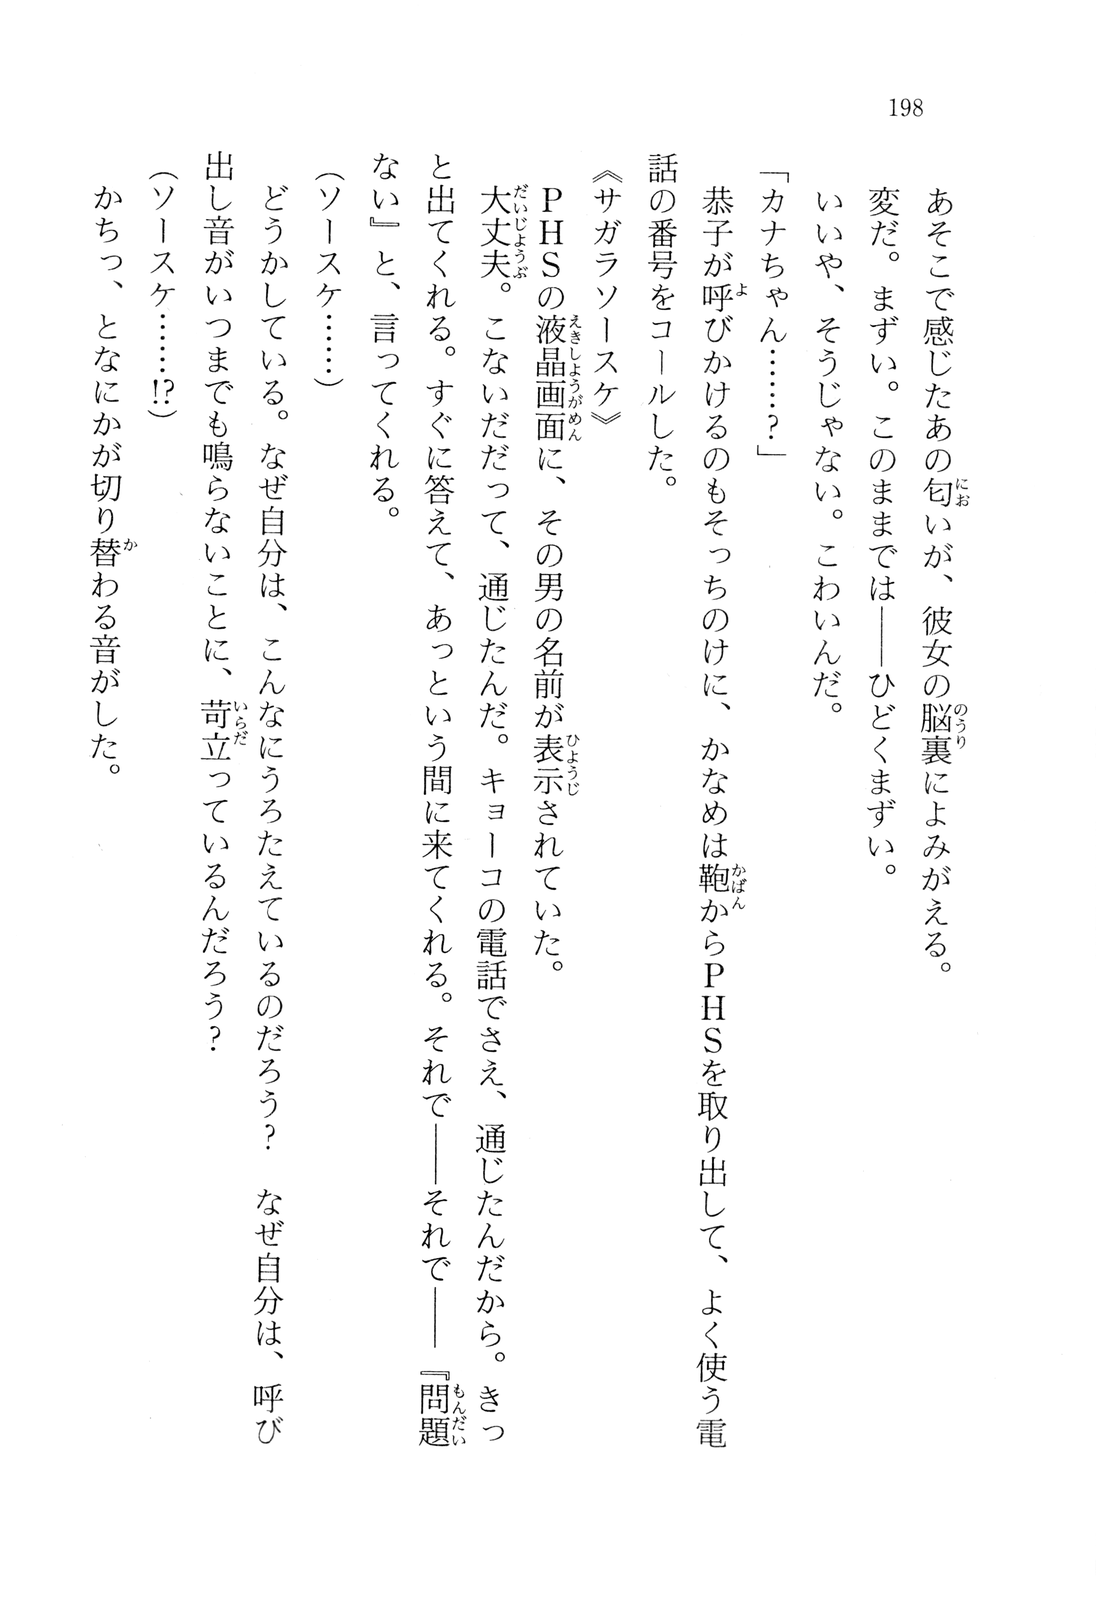 198
あそこで感じたあの匂いが、彼女の脳裏によみがえる。
変だ。まずい。このままでは――ひどくまずい。
いいや、そうじゃない。こわいんだ。
「カナちゃん……？」
恭子が呼びかけるのもそっちのけに、かなめは鞄からＰＨＳを取り出して、よく使う電
話の番号をコールした。
《サガラソースケ》
ＰＨＳの液晶画面に、その男の名前が表示されていた。
大丈夫。こないだだって、通じたんだ。キョーコの電話でさえ、通じたんだから。きっ
と出てくれる。すぐに答えて、あっという間に来てくれる。それで――それで――『問題
ない』と、言ってくれる。
（ソースケ……）
どうかしている。なぜ自分は、こんなにうろたえているのだろう？　なぜ自分は、呼び
出し音がいつまでも鳴らないことに、苛立っているんだろう？
（ソースケ……!?）
かちっ、となにかが切り替わる音がした。